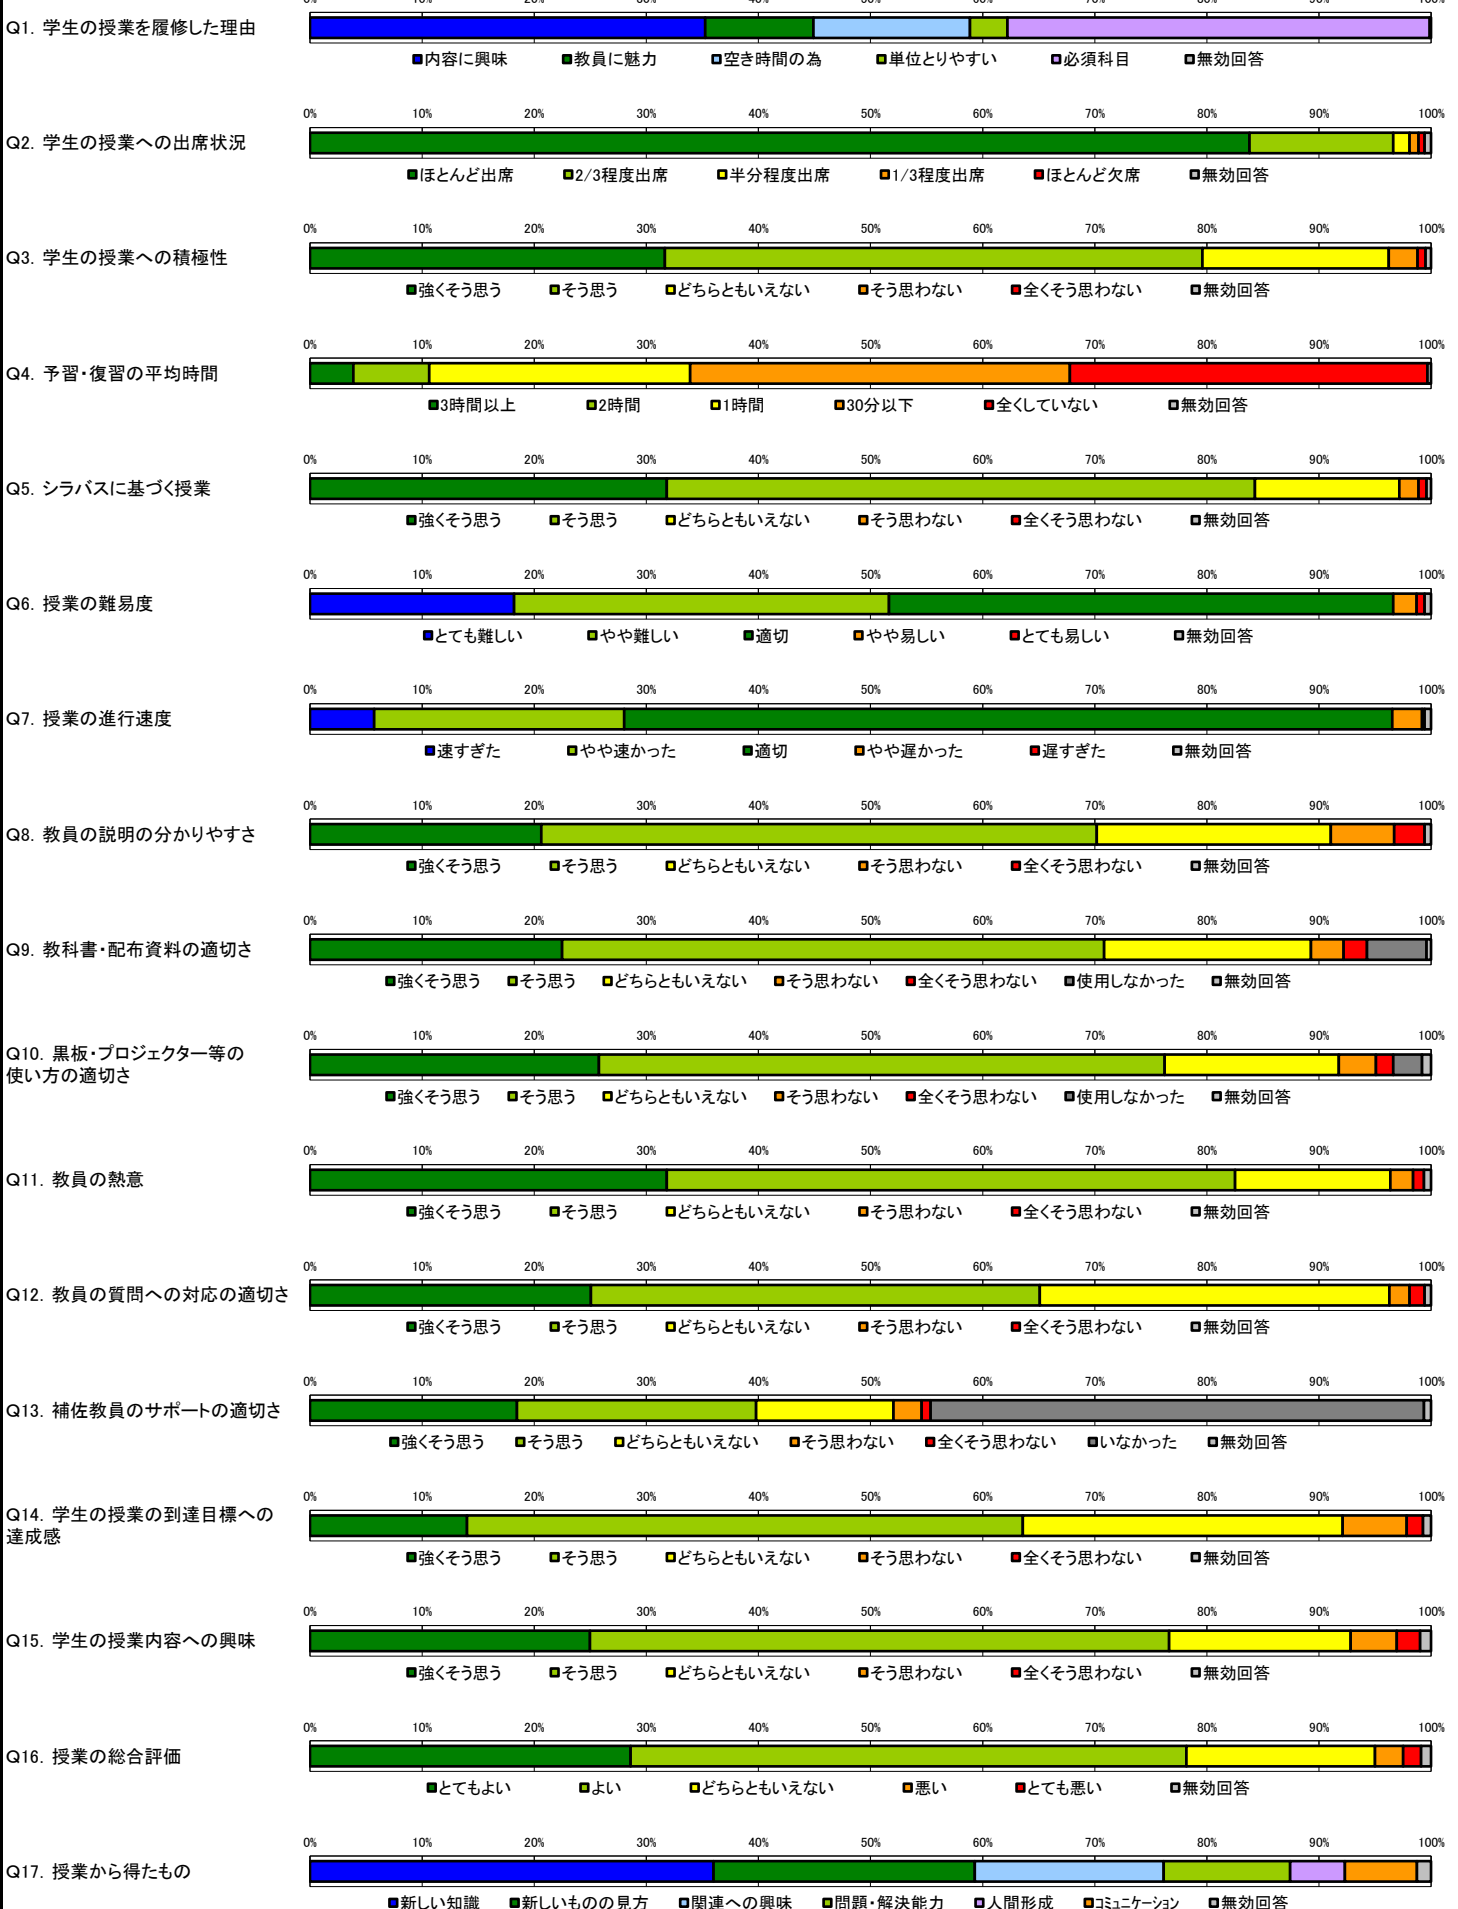 Q1. 学生の授業を履修した理由
■内容に興味 ■教員に魅力 ■空き時間の為 ■単位とりやすい ■必須科目 ■無効回答
0% 10% 20% 30% 40% 50% 60% 70% 80% 90% 100%
Q2. 学生の授業への出席状況
■ほとんど出席 ■2/3程度出席 ■半分程度出席 ■1/3程度出席 ■ほとんど欠席 ■無効回答
0% 10% 20% 30% 40% 50% 60% 70% 80% 90% 100%
Q3. 学生の授業への積極性
■強くそう思う ■そう思う ■どちらともいえない ■そう思わない ■全くそう思わない ■無効回答
0% 10% 20% 30% 40% 50% 60% 70% 80% 90% 100%
Q4. 予習・復習の平均時間
■3時間以上 ■2時間 ■1時間 ■30分以下 ■全くしていない ■無効回答
0% 10% 20% 30% 40% 50% 60% 70% 80% 90% 100%
Q5. シラバスに基づく授業
■強くそう思う ■そう思う ■どちらともいえない ■そう思わない ■全くそう思わない ■無効回答
0% 10% 20% 30% 40% 50% 60% 70% 80% 90% 100%
Q6. 授業の難易度
■とても難しい ■やや難しい ■適切 ■やや易しい ■とても易しい ■無効回答
0% 10% 20% 30% 40% 50% 60% 70% 80% 90% 100%
Q7. 授業の進行速度
■速すぎた ■やや速かった ■適切 ■やや遅かった ■遅すぎた ■無効回答
0% 10% 20% 30% 40% 50% 60% 70% 80% 90% 100%
Q8. 教員の説明の分かりやすさ
■強くそう思う ■そう思う ■どちらともいえない ■そう思わない ■全くそう思わない ■無効回答
0% 10% 20% 30% 40% 50% 60% 70% 80% 90% 100%
Q9. 教科書・配布資料の適切さ
■強くそう思う ■そう思う ■どちらともいえない ■そう思わない ■全くそう思わない ■使用しなかった ■無効回答
0% 10% 20% 30% 40% 50% 60% 70% 80% 90% 100%
Q10. 黒板・プロジェクター等の
使い方の適切さ
■強くそう思う ■そう思う ■どちらともいえない ■そう思わない ■全くそう思わない ■使用しなかった ■無効回答
0% 10% 20% 30% 40% 50% 60% 70% 80% 90% 100%
Q11. 教員の熱意
■強くそう思う ■そう思う ■どちらともいえない ■そう思わない ■全くそう思わない ■無効回答
0% 10% 20% 30% 40% 50% 60% 70% 80% 90% 100%
Q12. 教員の質問への対応の適切さ
■強くそう思う ■そう思う ■どちらともいえない ■そう思わない ■全くそう思わない ■無効回答
0% 10% 20% 30% 40% 50% 60% 70% 80% 90% 100%
Q13. 補佐教員のサポートの適切さ
■強くそう思う ■そう思う ■どちらともいえない ■そう思わない ■全くそう思わない ■いなかった ■無効回答
0% 10% 20% 30% 40% 50% 60% 70% 80% 90% 100%
Q14. 学生の授業の到達目標への
達成感
■強くそう思う ■そう思う ■どちらともいえない ■そう思わない ■全くそう思わない ■無効回答
0% 10% 20% 30% 40% 50% 60% 70% 80% 90% 100%
Q15. 学生の授業内容への興味
■強くそう思う ■そう思う ■どちらともいえない ■そう思わない ■全くそう思わない ■無効回答
0% 10% 20% 30% 40% 50% 60% 70% 80% 90% 100%
Q16. 授業の総合評価
■とてもよい ■よい ■どちらともいえない ■悪い ■とても悪い ■無効回答
0% 10% 20% 30% 40% 50% 60% 70% 80% 90% 100%
Q17. 授業から得たもの
■新しい知識 ■新しいものの見方 ■関連への興味 ■問題・解決能力 ■人間形成 ■コミュニケーション ■無効回答